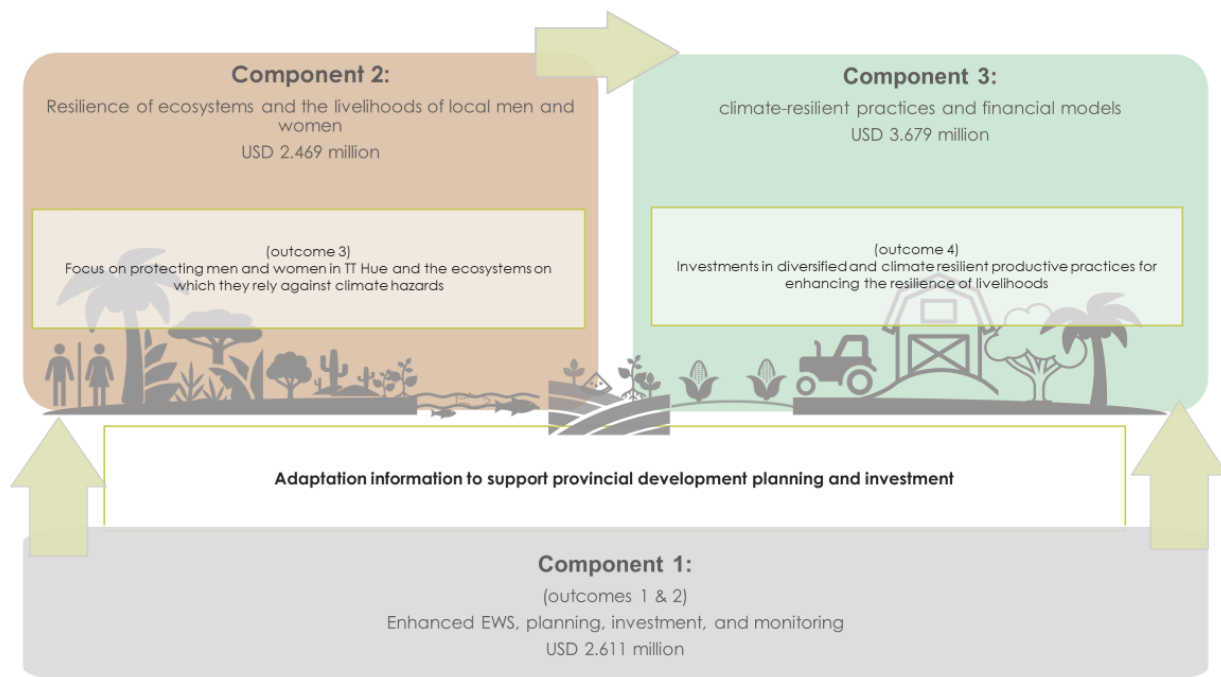 Component 2:
Resilience of ecosystems and the livelihoods of local men and
women
USD 2.469 million
(outcome 3)
Focus on protecting men and women in TT Hue and the ecosystems on
which they rely against climate hazards
Component 3:
climate-resilient practices and financial models
USD 3.679 million
(outcome 4)
Investments in diversified and climate resilient productive practices for
enhancing the resilience of livelihoods
Adaptation information to support provincial development planning and investment
Component 1:
(outcomes 1 & 2)
Enhanced EWS, planning, investment, and monitoring
USD 2.611 million